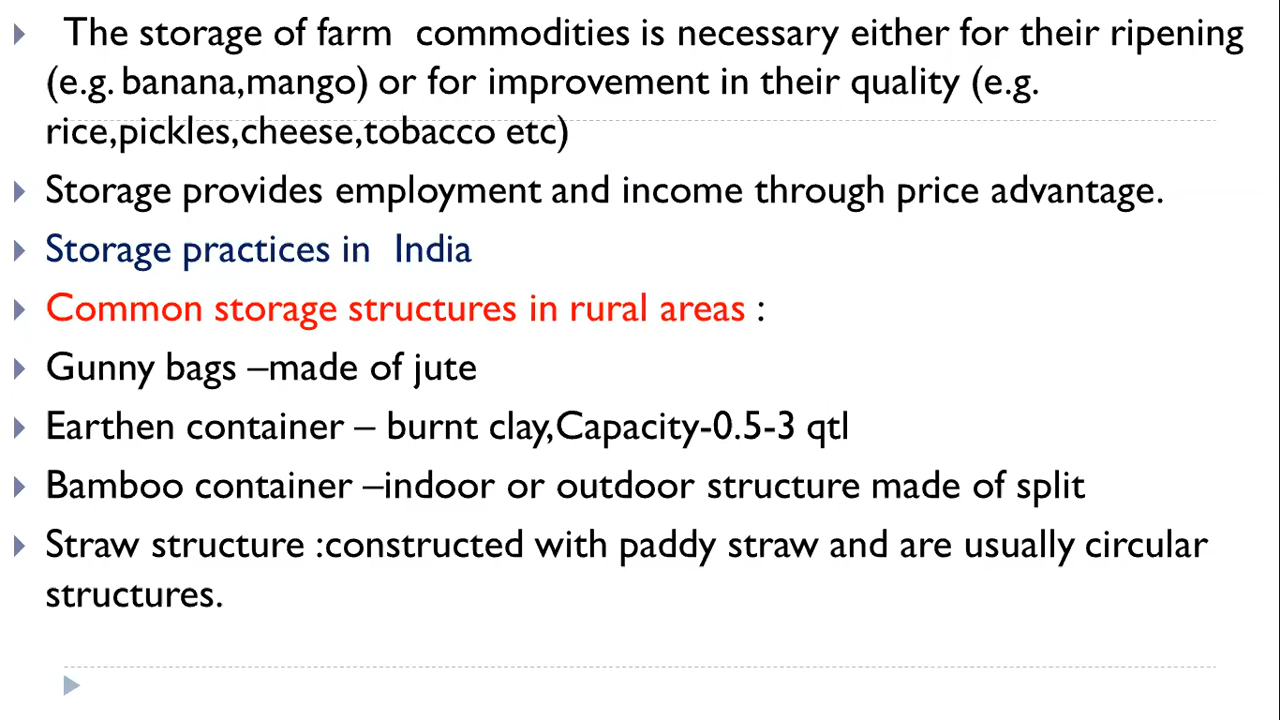 The storage of farm  commodities is necessary either for their ripening
(e.g. banana,mango) or for improvement in their quality (e.g.
rice,pickles,cheese,tobacco etc)
Storage provides employment and income through price advantage.
Storage practices in  India
Common storage structures in rural areas :
Gunny bags –made of jute
Earthen container – burnt clay,Capacity-0.5-3 qtl
Bamboo container –indoor or outdoor structure made of split
Straw structure :constructed with paddy straw and are usually circular
structures.